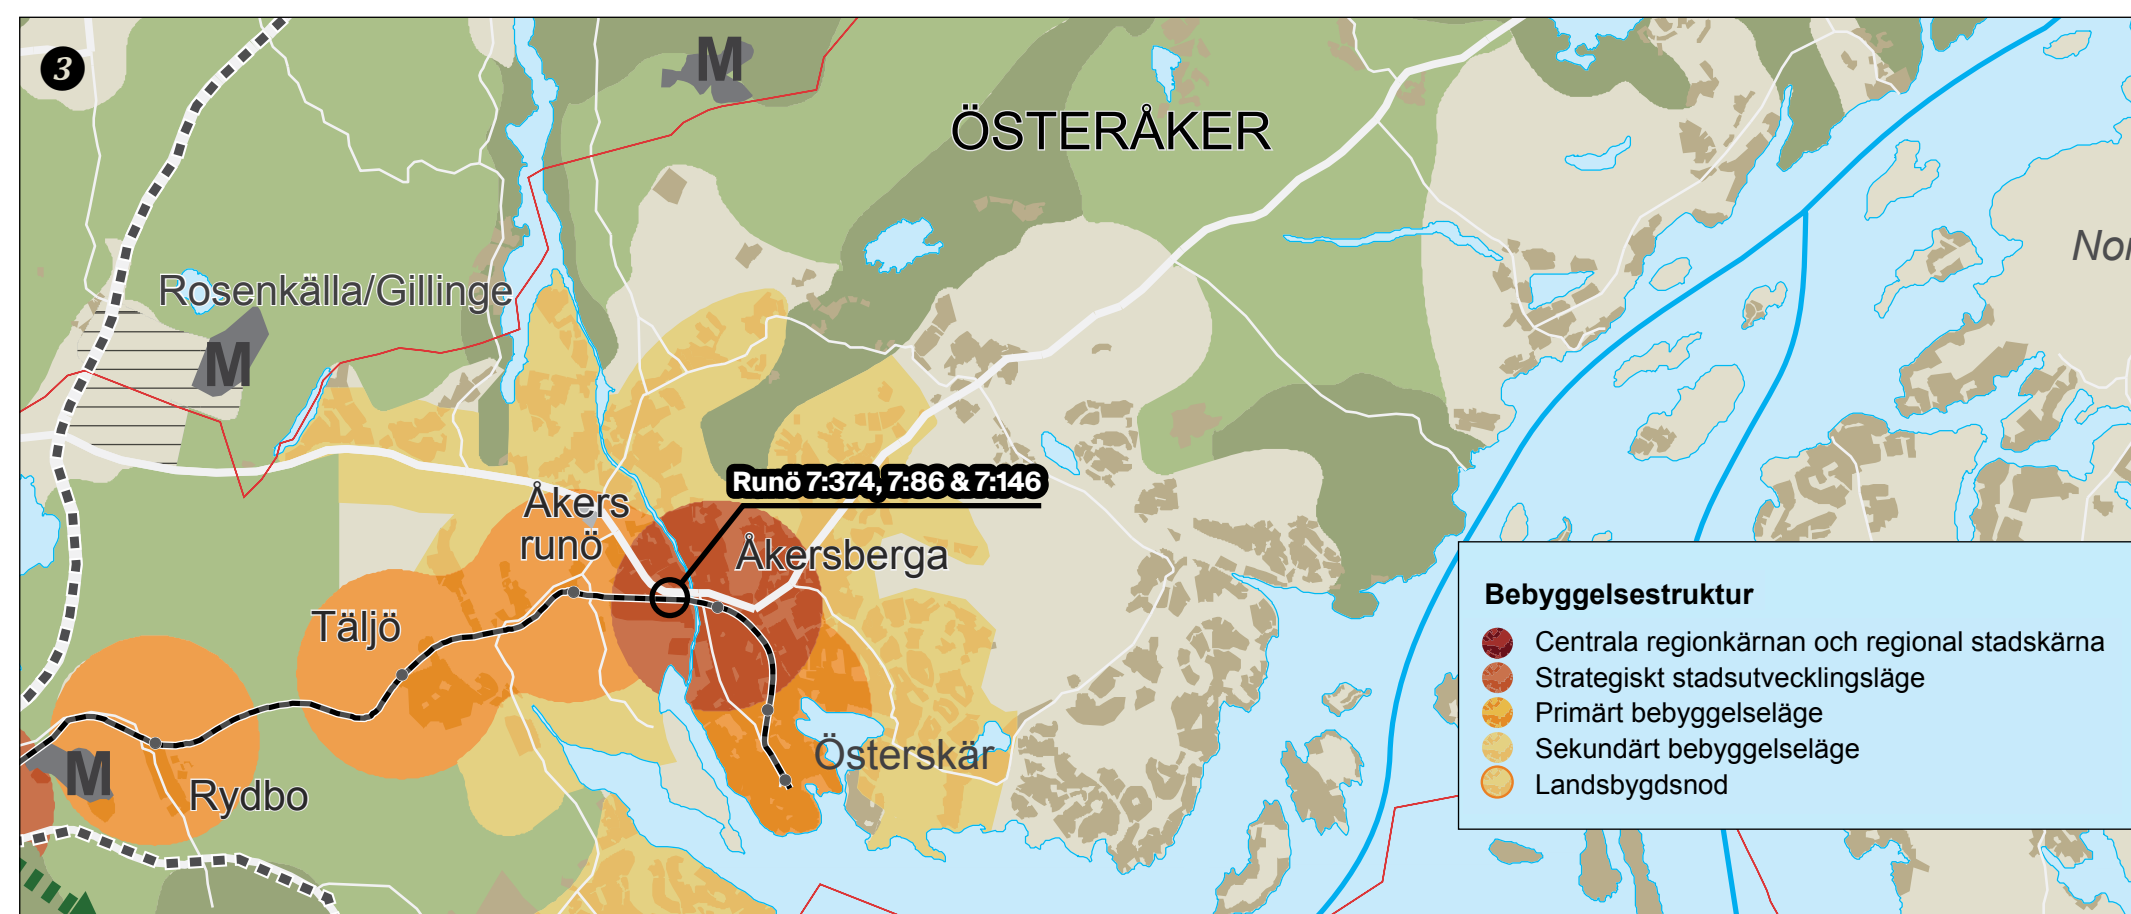 3
M
ÖSTERÅKER
Nor
Rosenkälla/Gillinge
M
Runö 7:374, 7:86 & 7:146
Åkers
runö
Åkersberga
Täljö
Österskär
M
Rydbo
Bebyggelsestruktur
Centrala regionkärnan och regional stadskärna
Strategiskt stadsutvecklingsläge
Primärt bebyggelseläge
Sekundärt bebyggelseläge
Landsbygdsnod